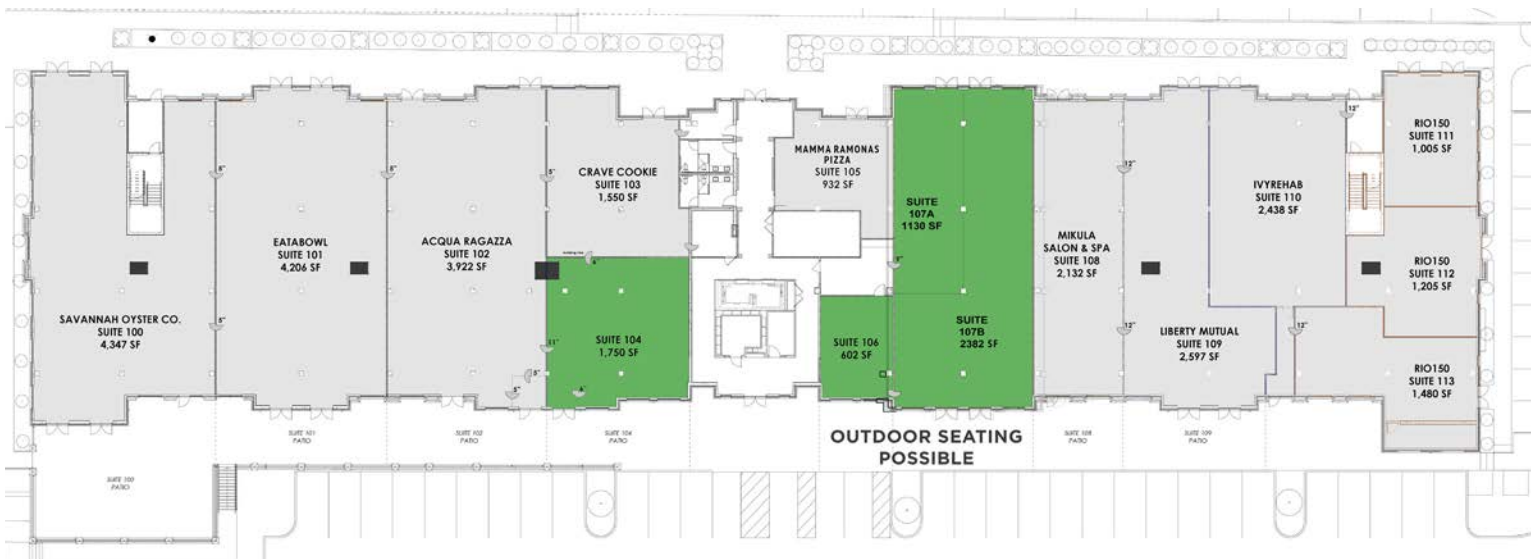 SAVANNAH OYSTER CO.
SUITE 100
4,347 SF
EATABOWL
SUITE 101
4,206 SF
ACQUA RAGAZZA
SUITE 102
3,922 SF
CRAVE COOKIE
SUITE 103
1,550 SF
SUITE 104
1,750 SF
MAMMA RAMONAS
PIZZA
SUITE 105
932 SF
SUITE 106
602 SF
SUITE
107A
1130 SF
SUITE
107B
2382 SF
MIKULA
SALON & SPA
SUITE 108
2,132 SF
LIBERTY MUTUAL
SUITE 109
2,597 SF
IVYREHAB
SUITE 110
2,438 SF
RIO150
SUITE 111
1,005 SF
RIO150
SUITE 112
1,205 SF
RIO150
SUITE 113
1,480 SF
11"
12"
12"
12"
12"
SUITE 100
PATIO
SUITE 101
PATIO
SUITE 102
PATIO
SUITE 104
PATIO
OUTDOOR SEATING
POSSIBLE
SUITE 108
PATIO
SUITE 109
PATIO